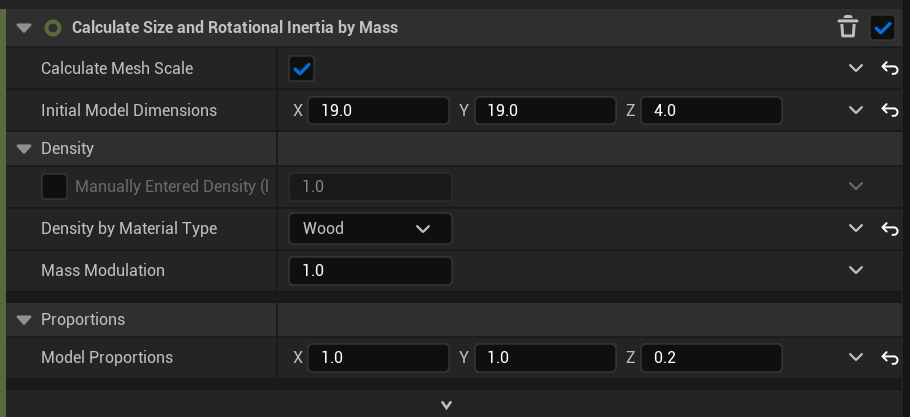 Calculate Size and Rotational Inertia by Mass
Calculate Mesh Scale
Initial Model Dimensions X 19.0 Y 19.0 Z 4.0
Density
Manually Entered Density ( 1.0
Density by Material Type Wood
Mass Modulation 1.0
Proportions
Model Proportions X 1.0 Y 1.0 Z 0.2